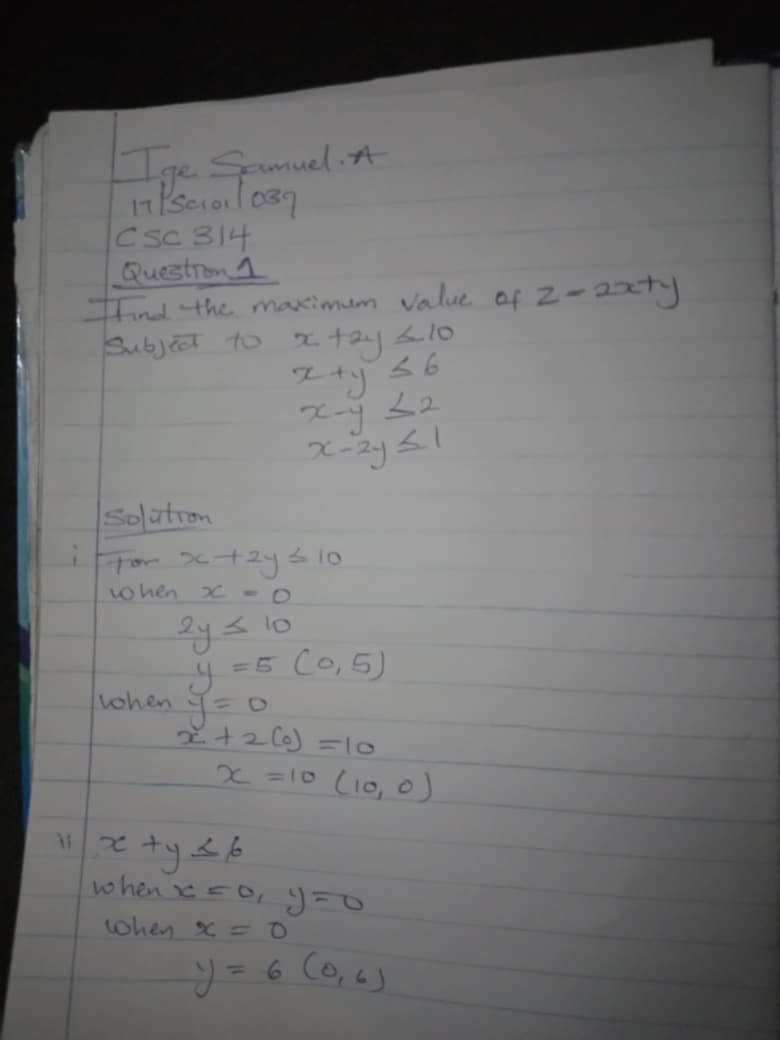 Ige Samuel. A
17/Sci01/039
CSC 314
Question 1
Find the maximum value of Z = 2x+y
Subject to x+2y ≤ 10
x+y ≤ 6
x-y ≤ 2
x-2y ≤ 1
Solution
i For x+2y ≤ 10
when x = 0
2y ≤ 10
y = 5 (0, 5)
when y = 0
x + 2(0) = 10
x = 10 (10, 0)
ii x + y ≤ 6
when x = 0, y = 0
when x = 0
y = 6 (0, 6)